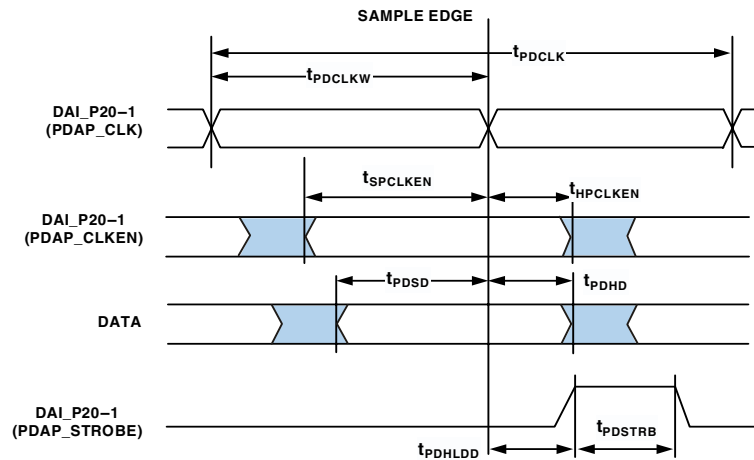 SAMPLE EDGE
tPDCLK
tPDCLKW
DAI_P20–1
(PDAP_CLK)
tSPCLKEN
tHPCLKEN
DAI_P20–1
(PDAP_CLKEN)
tPDSD
tPDHD
DATA
DAI_P20–1
(PDAP_STROBE)
tPDSTRB
tPDHLDD